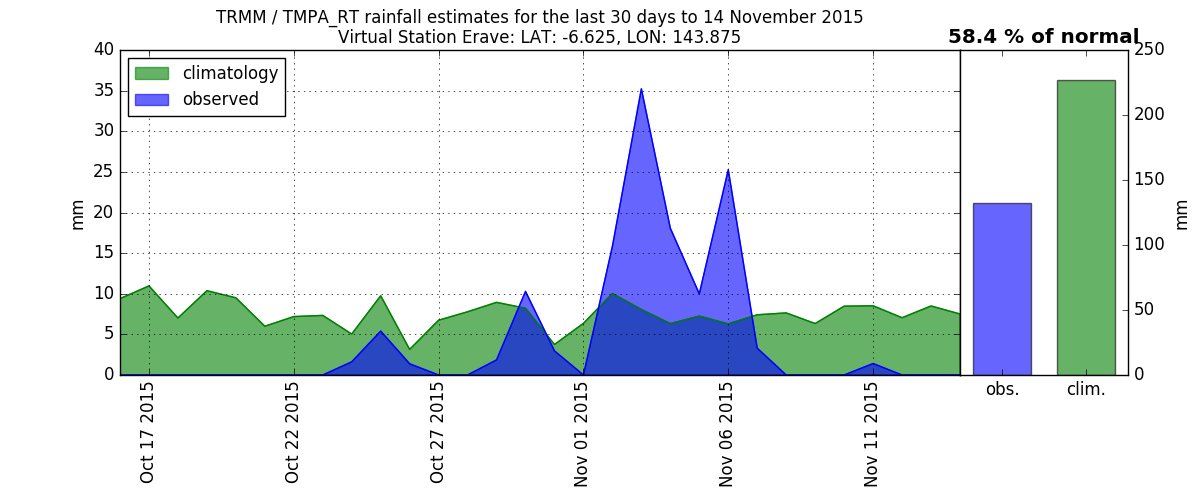 TRMM / TMPA_RT rainfall estimates for the last 30 days to 14 November 2015
Virtual Station Erave: LAT: -6.625, LON: 143.875
58.4 % of normal
climatology
observed
mm
40
35
30
25
20
15
10
5
0
Oct 17 2015
Oct 22 2015
Oct 27 2015
Nov 01 2015
Nov 06 2015
Nov 11 2015
250
200
150
100
50
0
mm
obs.
clim.